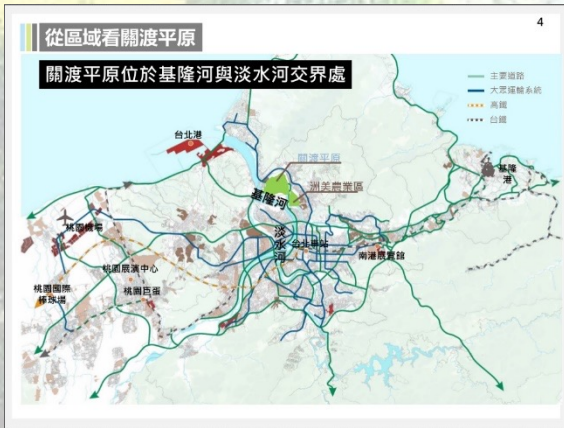 4
從區域看關渡平原
關渡平原位於基隆河與淡水河交界處
主要道路
大眾運輸系統
高鐵
台鐵
台北港
關渡平原
洲美農業區
基隆港
基隆河
淡水河
台北車站
南港展覽館
桃園機場
桃園展演中心
桃園國際
棒球場
桃園巨蛋